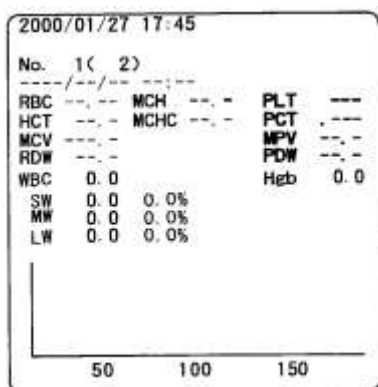 2000/01/27 17:45
No. 1( 2)
----/--/-- --:--
RBC --.-- MCH --.- PLT ---
HCT --.- MCHC --.- PCT .---
MCV ---.- MPV --.-
RDW --.- PDW --.-
WBC 0.0 Hgb 0.0
SW 0.0 0.0%
MW 0.0 0.0%
LW 0.0 0.0%
50 100 150